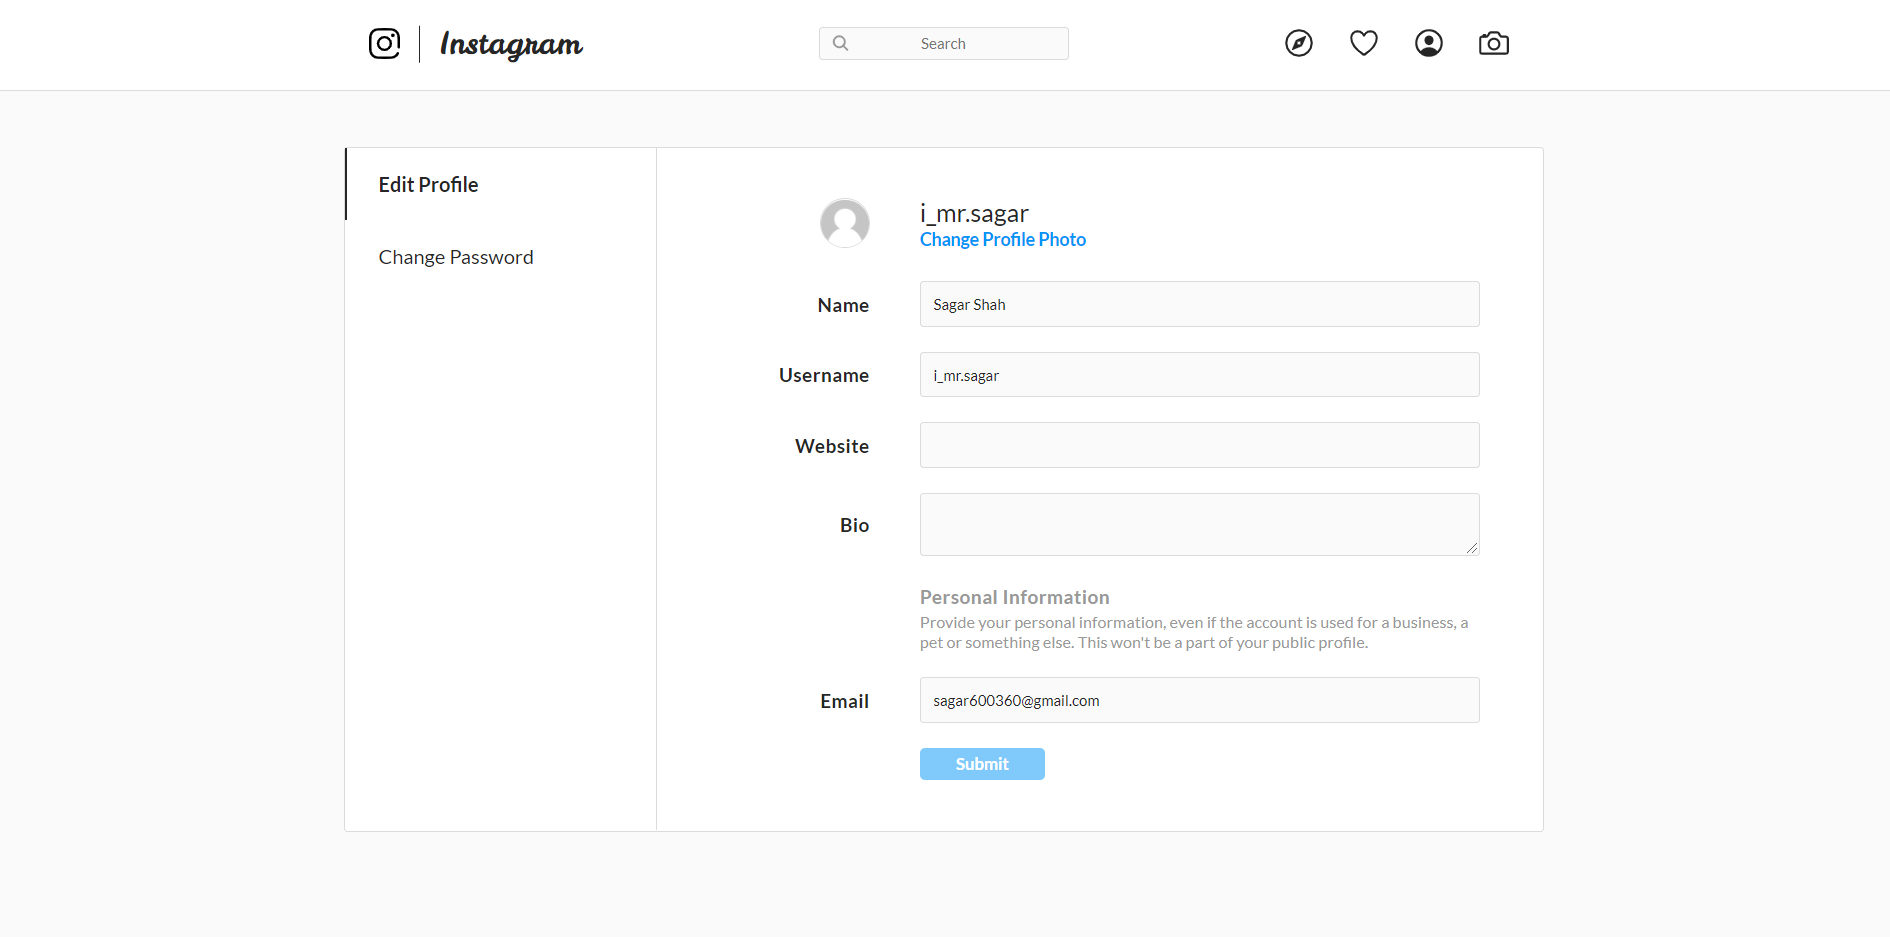 Instagram
Search
Edit Profile
Change Password
i_mr.sagar
Change Profile Photo
Name
Sagar Shah
Username
i_mr.sagar
Website
Bio
Personal Information
Provide your personal information, even if the account is used for a business, a
pet or something else. This won't be a part of your public profile.
Email
sagar600360@gmail.com
Submit